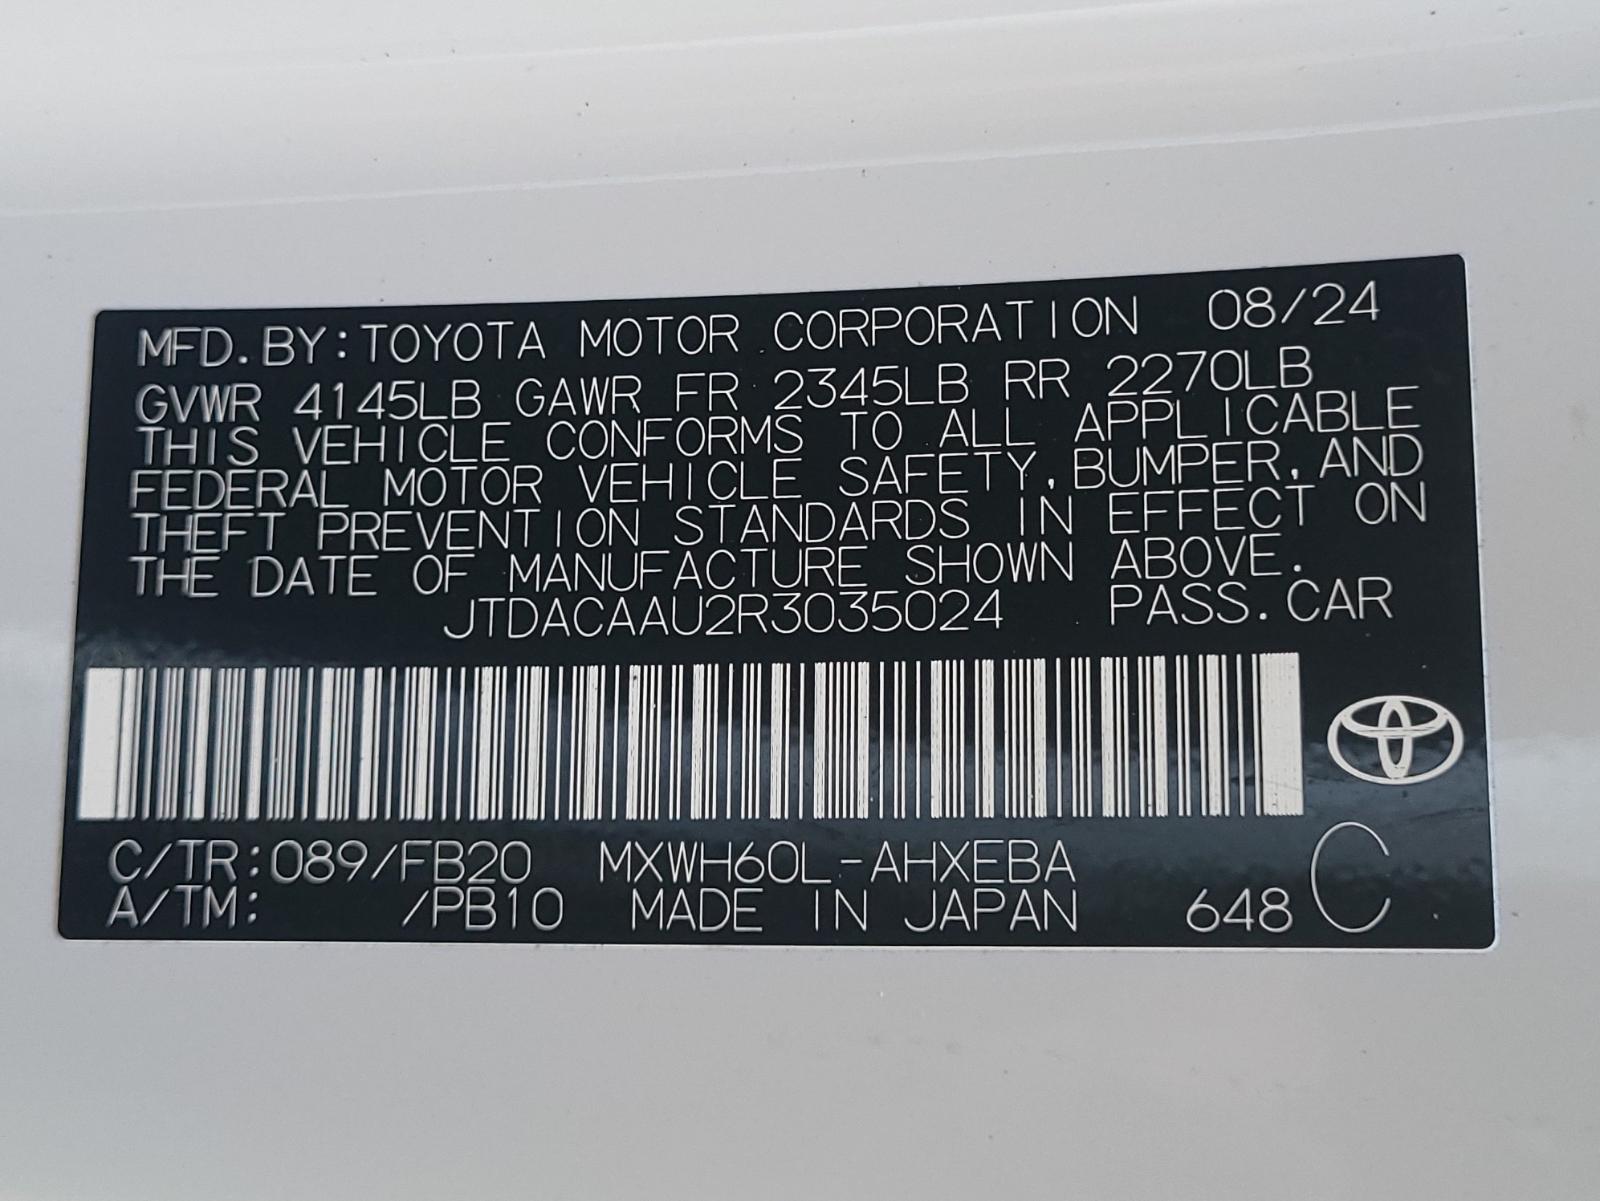 MFD. BY: TOYOTA MOTOR CORPORATION 08/24
GVWR 4145LB GAWR FR 2345LB RR 2270LB
THIS VEHICLE CONFORMS TO ALL APPLICABLE
FEDERAL MOTOR VEHICLE SAFETY, BUMPER, AND
THEFT PREVENTION STANDARDS IN EFFECT ON
THE DATE OF MANUFACTURE SHOWN ABOVE.
JTDACAAU2R3035024 PASS. CAR
C/TR: 089/FB20 MXWH60L-AHXEBA
A/TM: /PB10 MADE IN JAPAN 648 C